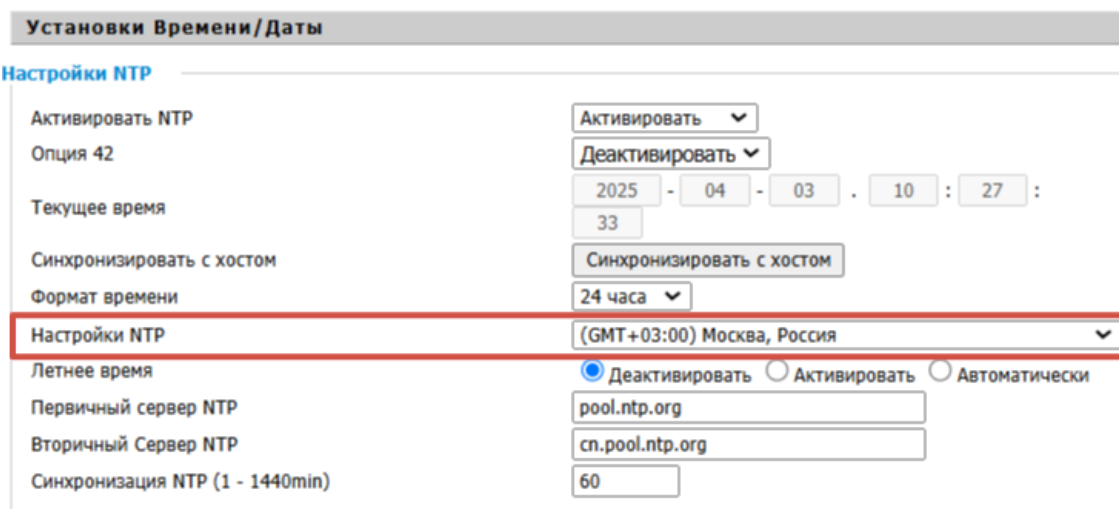 Установки Времени/Даты
Настройки NTP
Активировать NTP Активировать
Опция 42 Деактивировать
Текущее время 2025 - 04 - 03 . 10 : 27 :
33
Синхронизировать с хостом Синхронизировать с хостом
Формат времени 24 часа
Настройки NTP (GMT+03:00) Москва, Россия
Летнее время Деактивировать Активировать Автоматически
Первичный сервер NTP pool.ntp.org
Вторичный Сервер NTP cn.pool.ntp.org
Синхронизация NTP (1 - 1440min) 60